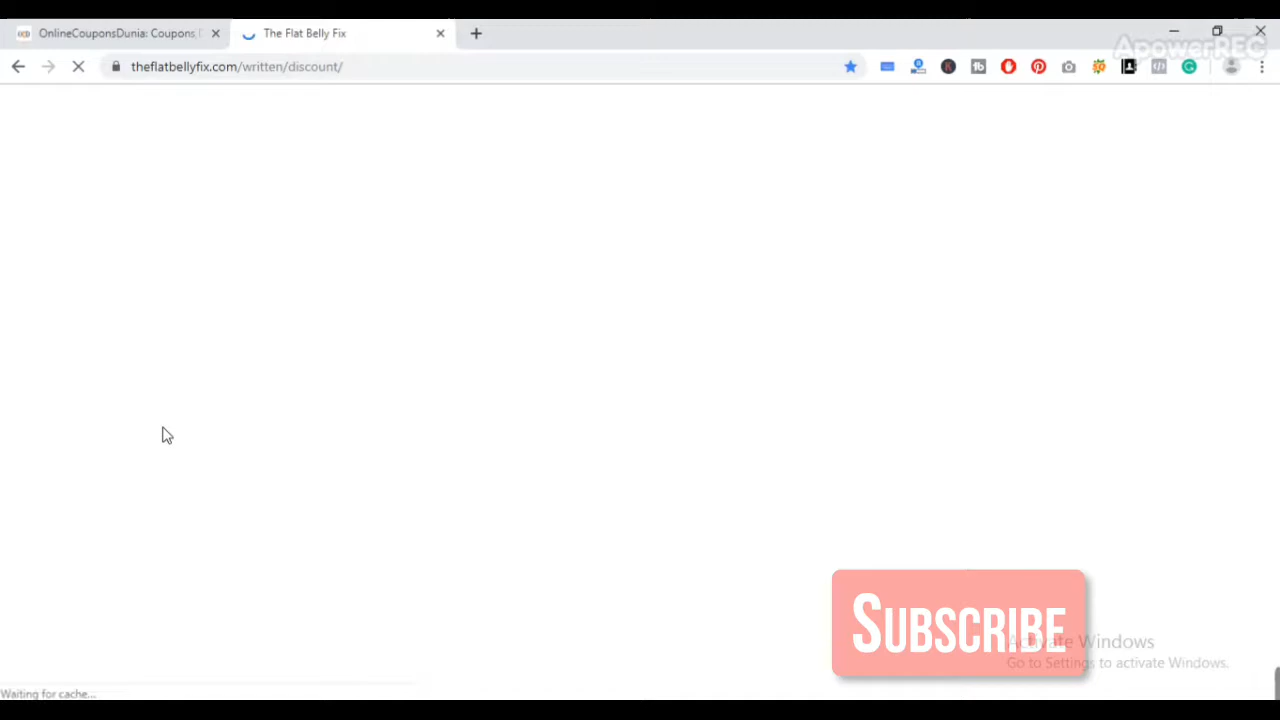 OnlineCouponsDunia: Coupons,
The Flat Belly Fix
ApowerREC
theflatbellyfix.com/written/discount/
SUBSCRIBE
Activate Windows
Go to Settings to activate Windows.
Waiting for cache...